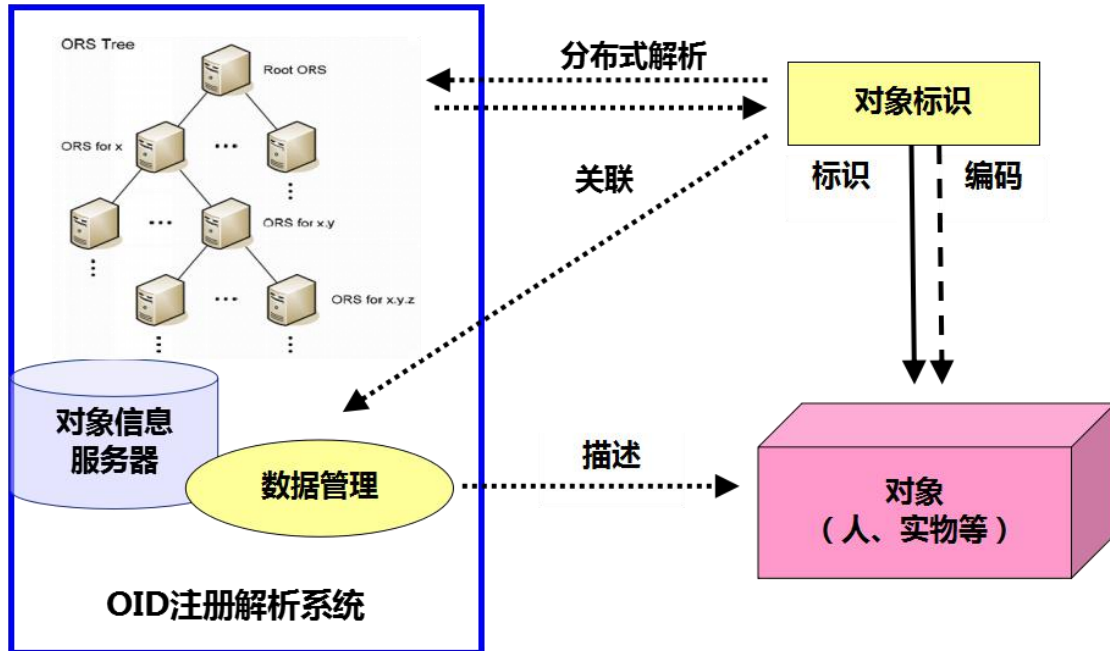 ORS Tree
Root ORS
ORS for x
...
ORS for x.y
...
...
ORS for x.y.z
对象信息
服务器
数据管理
OID注册解析系统
分布式解析
关联
描述
对象标识
标识
编码
对象
（人、实物等）